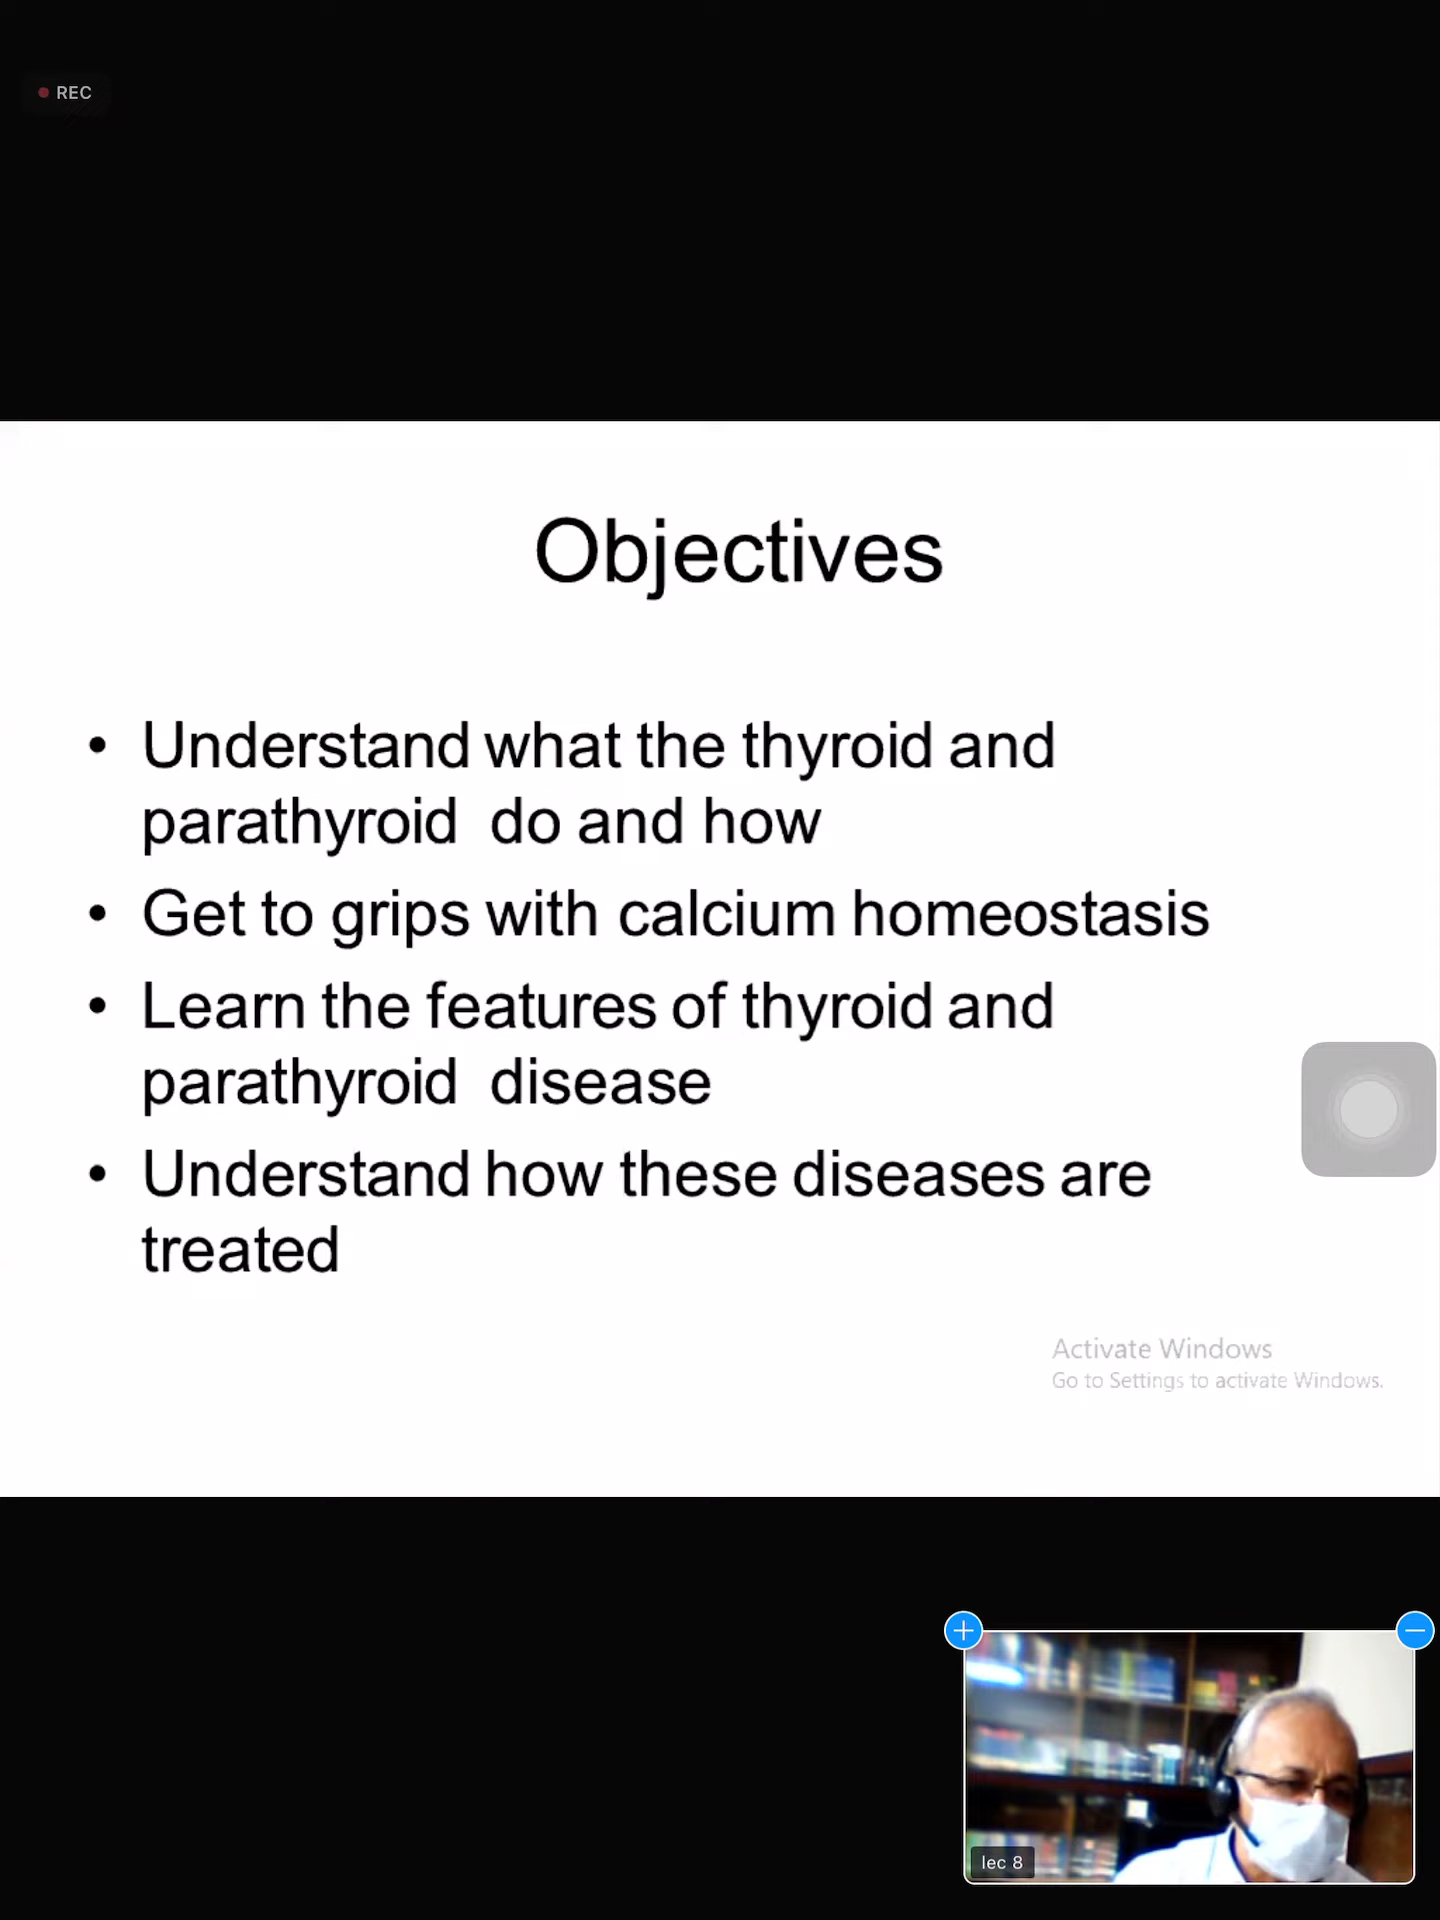 REC
Objectives
• Understand what the thyroid and
parathyroid  do and how
• Get to grips with calcium homeostasis
• Learn the features of thyroid and
parathyroid  disease
• Understand how these diseases are
treated
Activate Windows
Go to Settings to activate Windows.
lec 8